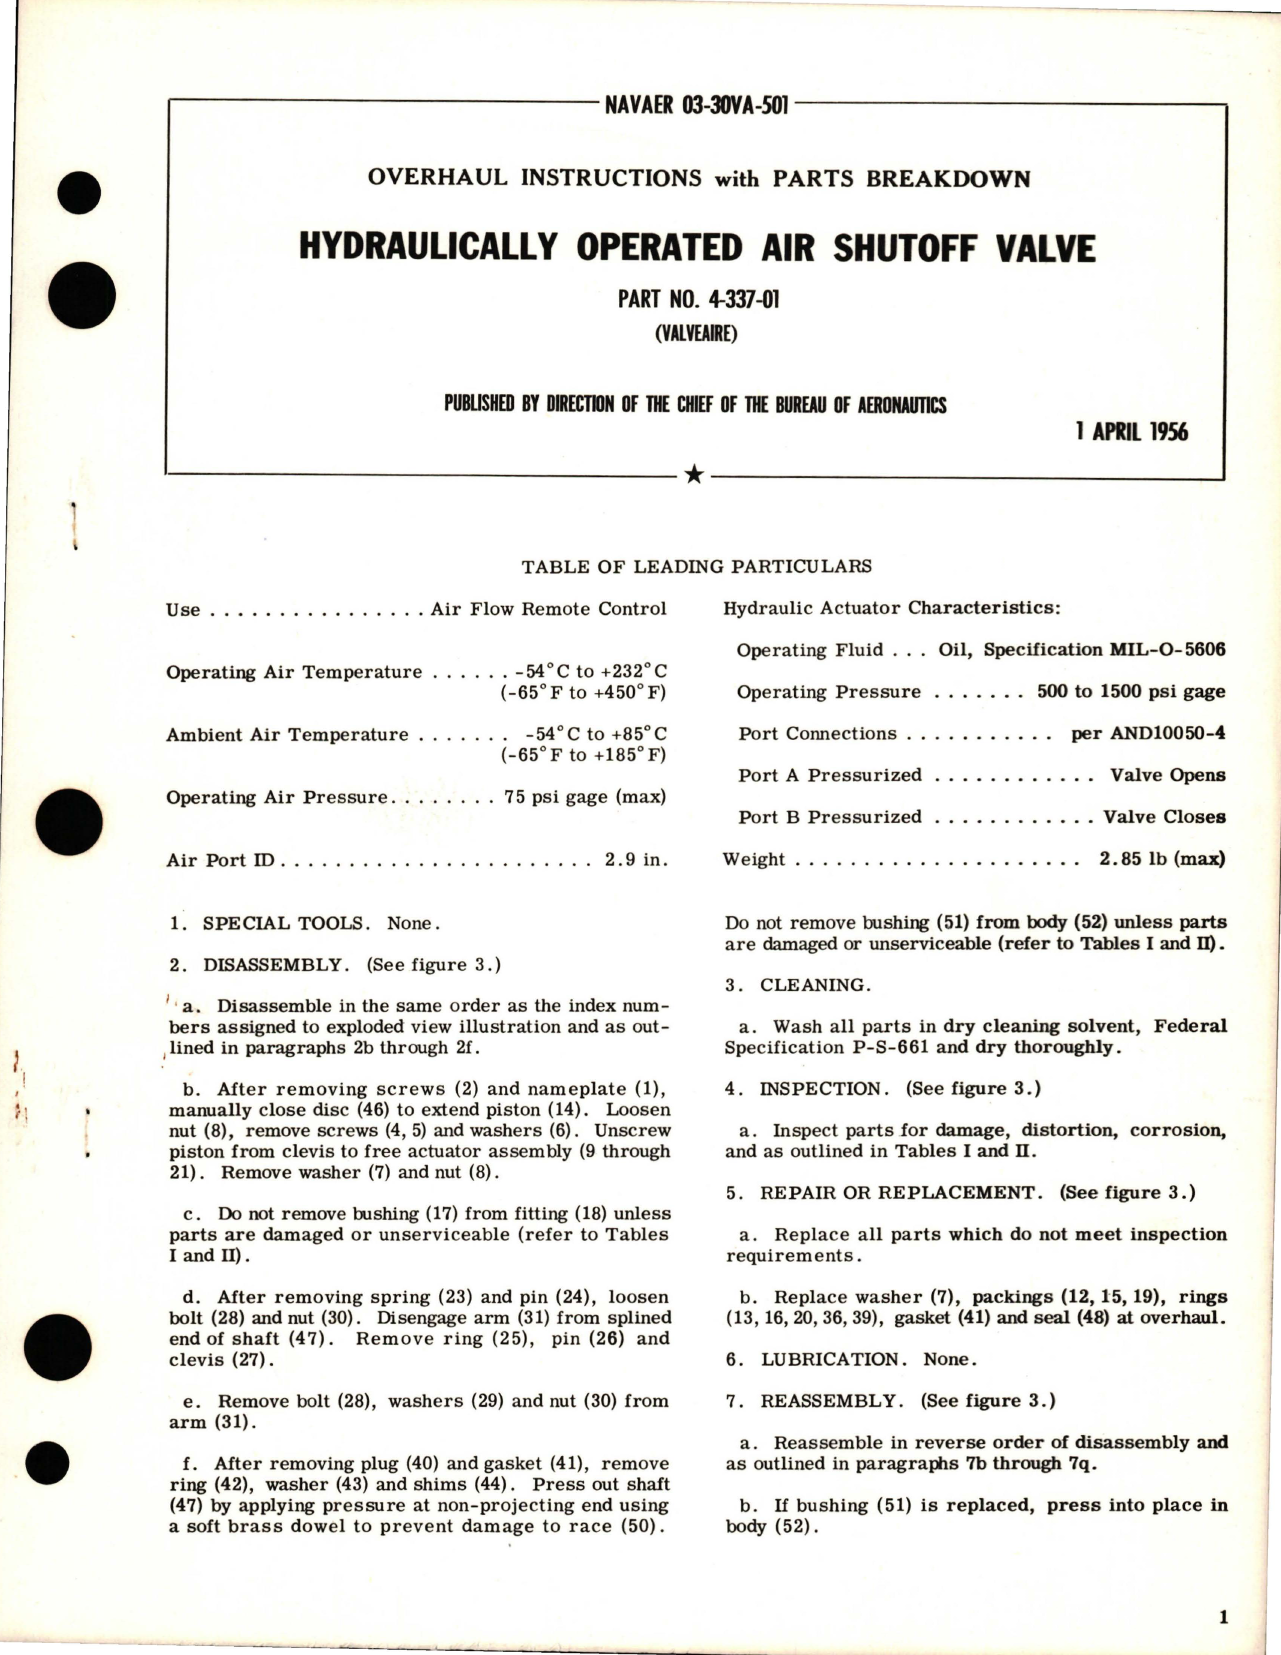 NAVAER 03-30VA-501
OVERHAUL INSTRUCTIONS with PARTS BREAKDOWN
HYDRAULICALLY OPERATED AIR SHUTOFF VALVE
PART NO. 4-337-01
(VALVEAIRE)
PUBLISHED BY DIRECTION OF THE CHIEF OF THE BUREAU OF AERONAUTICS
1 APRIL 1956
TABLE OF LEADING PARTICULARS
Use . . . . . . . . . . . . . . . . Air Flow Remote Control
Operating Air Temperature . . . . . . -54°C to +232°C
(-65°F to +450°F)
Ambient Air Temperature . . . . . . . -54°C to +85°C
(-65°F to +185°F)
Operating Air Pressure. . . . . . . . 75 psi gage (max)
Air Port ID . . . . . . . . . . . . . . . . . . . . . . . 2.9 in.
1. SPECIAL TOOLS. None.
2. DISASSEMBLY. (See figure 3.)
a. Disassemble in the same order as the index num-
bers assigned to exploded view illustration and as out-
lined in paragraphs 2b through 2f.
b. After removing screws (2) and nameplate (1),
manually close disc (46) to extend piston (14). Loosen
nut (8), remove screws (4, 5) and washers (6). Unscrew
piston from clevis to free actuator assembly (9 through
21). Remove washer (7) and nut (8).
c. Do not remove bushing (17) from fitting (18) unless
parts are damaged or unserviceable (refer to Tables
I and II).
d. After removing spring (23) and pin (24), loosen
bolt (28) and nut (30). Disengage arm (31) from splined
end of shaft (47). Remove ring (25), pin (26) and
clevis (27).
e. Remove bolt (28), washers (29) and nut (30) from
arm (31).
f. After removing plug (40) and gasket (41), remove
ring (42), washer (43) and shims (44). Press out shaft
(47) by applying pressure at non-projecting end using
a soft brass dowel to prevent damage to race (50).
Hydraulic Actuator Characteristics:
Operating Fluid . . . Oil, Specification MIL-O-5606
Operating Pressure . . . . . . . 500 to 1500 psi gage
Port Connections . . . . . . . . . . . per AND10050-4
Port A Pressurized . . . . . . . . . . . . Valve Opens
Port B Pressurized . . . . . . . . . . . . Valve Closes
Weight . . . . . . . . . . . . . . . . . . . . . 2.85 lb (max)
Do not remove bushing (51) from body (52) unless parts
are damaged or unserviceable (refer to Tables I and II).
3. CLEANING.
a. Wash all parts in dry cleaning solvent, Federal
Specification P-S-661 and dry thoroughly.
4. INSPECTION. (See figure 3.)
a. Inspect parts for damage, distortion, corrosion,
and as outlined in Tables I and II.
5. REPAIR OR REPLACEMENT. (See figure 3.)
a. Replace all parts which do not meet inspection
requirements.
b. Replace washer (7), packings (12, 15, 19), rings
(13, 16, 20, 36, 39), gasket (41) and seal (48) at overhaul.
6. LUBRICATION. None.
7. REASSEMBLY. (See figure 3.)
a. Reassemble in reverse order of disassembly and
as outlined in paragraphs 7b through 7q.
b. If bushing (51) is replaced, press into place in
body (52).
1